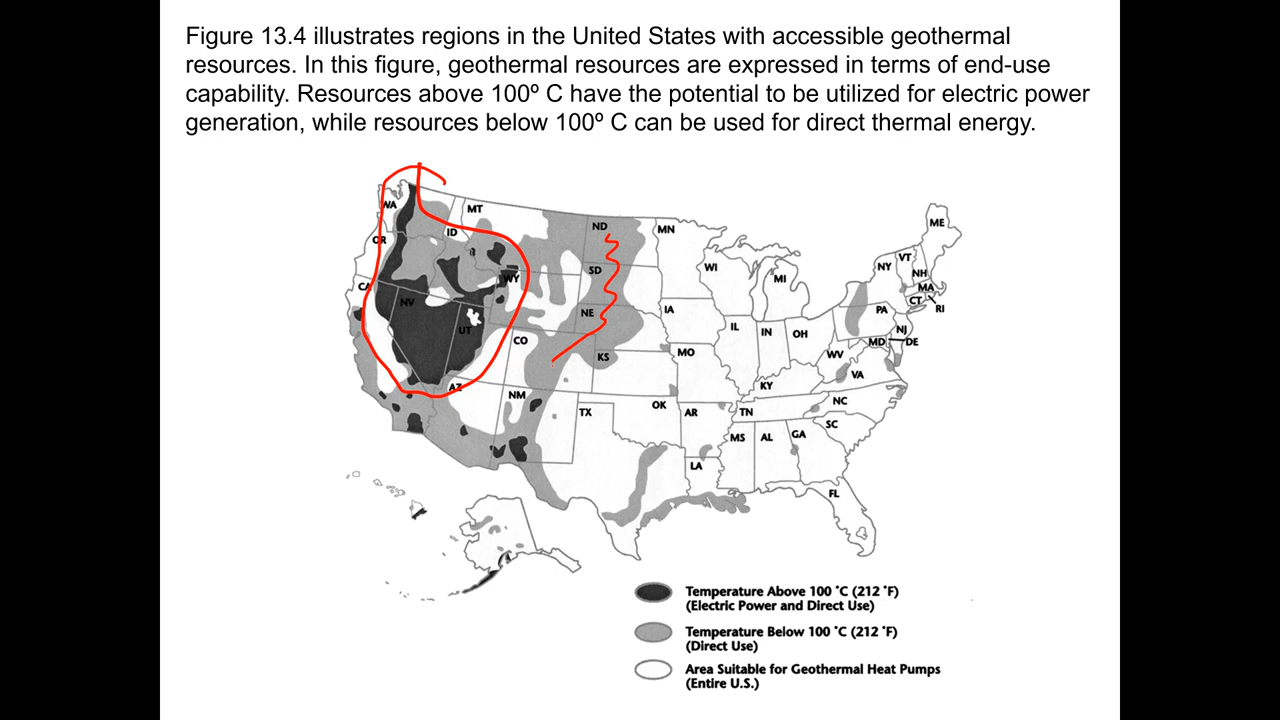 Figure 13.4 illustrates regions in the United States with accessible geothermal
resources. In this figure, geothermal resources are expressed in terms of end-use
capability. Resources above 100º C have the potential to be utilized for electric power
generation, while resources below 100º C can be used for direct thermal energy.
WA
MT
ND
MN
ME
OR
ID
SD
WI
MI
NY
VT
NH
MA
CT
RI
CA
NV
WY
NE
IA
PA
NJ
UT
CO
IL
IN
OH
MD
DE
KS
MO
WV
VA
AZ
NM
KY
OK
TX
AR
TN
NC
SC
MS
AL
GA
LA
FL
Temperature Above 100 °C (212 °F)
(Electric Power and Direct Use)
Temperature Below 100 °C (212 °F)
(Direct Use)
Area Suitable for Geothermal Heat Pumps
(Entire U.S.)